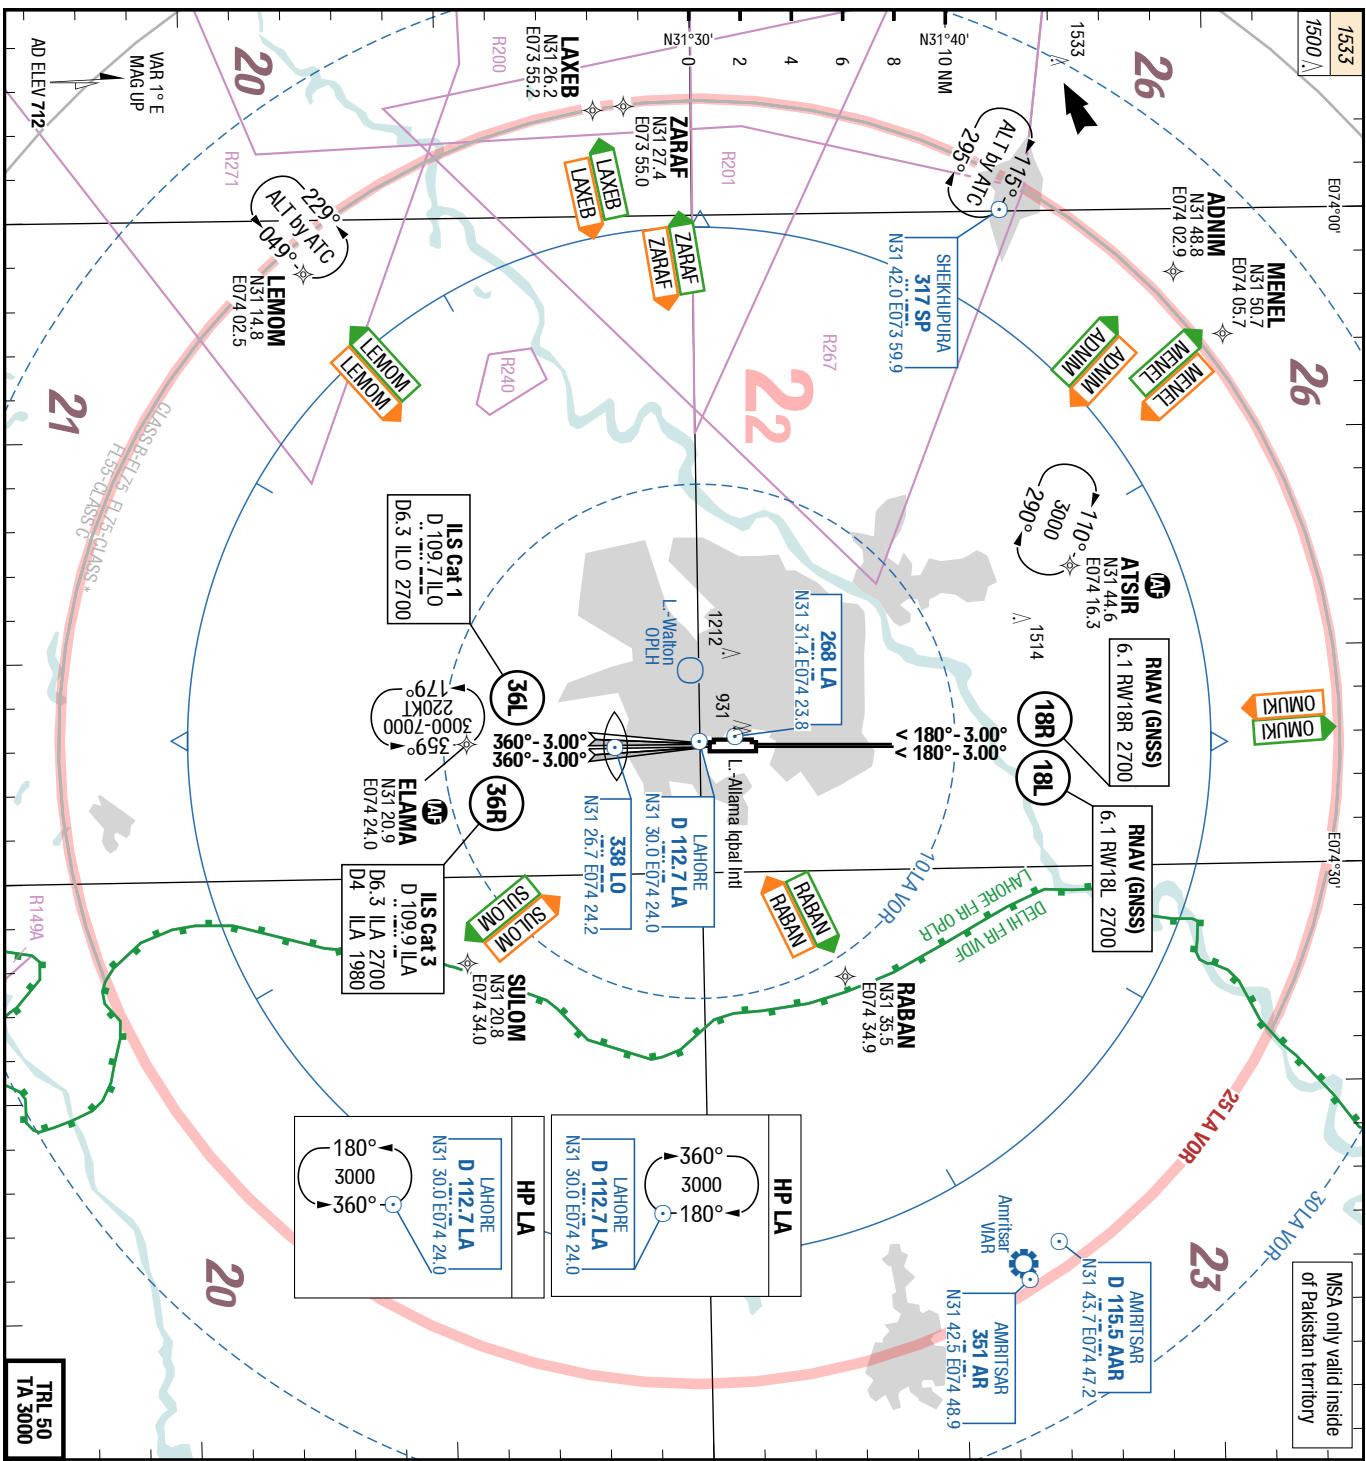 1533
1500
1533
26
26
20
21
20
23
22
VAR 1° E
MAG UP
AD ELEV 712
LAXEB
N31 26.2
E073 55.2
ZARAF
N31 27.4
E073 55.0
R200
R201
R271
R240
R267
R149A
N31°30'
N31°40'
0
2
4
6
8
10 NM
E074°00'
E074°30'
115°
ALT by ATC
295°
229°
ALT by ATC
049°
LEMOM
N31 14.8
E074 02.5
ADNIM
N31 48.8
E074 02.9
MENEL
N31 50.7
E074 05.7
SHEIKHUPURA
317 SP
N31 42.0 E073 59.9
LAXEB
LAXEB
ZARAF
ZARAF
LEMOM
LEMOM
ADNIM
ADNIM
MENEL
MENEL
OMUKI
OMUKI
RABAN
RABAN
SULOM
SULOM
CLASS B-FL75
FL75-CLASS *
FL55-CLASS C
110°
3000
290°
IAF
ATSIR
N31 44.6
E074 16.3
1514
1212
931
RNAV (GNSS)
6.1 RW18R 2700
18R
18L
RNAV (GNSS)
6.1 RW18L 2700
ILS Cat 1
D 109.7 ILO
D6.3 ILO 2700
36L
36R
ILS Cat 3
D 109.9 ILA
D6.3 ILA 2700
D4 ILA 1980
L.-Walton
OPLH
268 LA
N31 31.4 E074 23.8
< 180°- 3.00°
< 180°- 3.00°
360°- 3.00°
360°- 3.00°
L.-Allama Iqbal Intl
LAHORE
D 112.7 LA
N31 30.0 E074 24.0
338 LO
N31 26.7 E074 24.2
359°
3000-7000
220KT
179°
IAF
ELAMA
N31 20.9
E074 24.0
SULOM
N31 20.8
E074 34.0
RABAN
N31 35.5
E074 34.9
10 LA VOR
25 LA VOR
30 LA VOR
LAHORE FIR OPLR
DELHI FIR VIDF
HP LA
360°
3000
180°
LAHORE
D 112.7 LA
N31 30.0 E074 24.0
HP LA
LAHORE
D 112.7 LA
N31 30.0 E074 24.0
180°
3000
360°
Amritsar
VIAR
AMRITSAR
D 115.5 AAR
N31 43.7 E074 47.2
AMRITSAR
351 AR
N31 42.5 E074 48.9
MSA only valid inside
of Pakistan territory
TRL 50
TA 3000